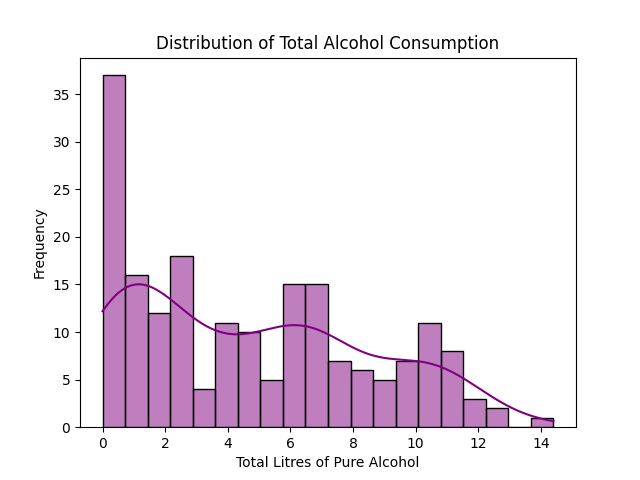 Distribution of Total Alcohol Consumption
35
30
25
20
15
10
5
0
Frequency
0 2 4 6 8 10 12 14
Total Litres of Pure Alcohol